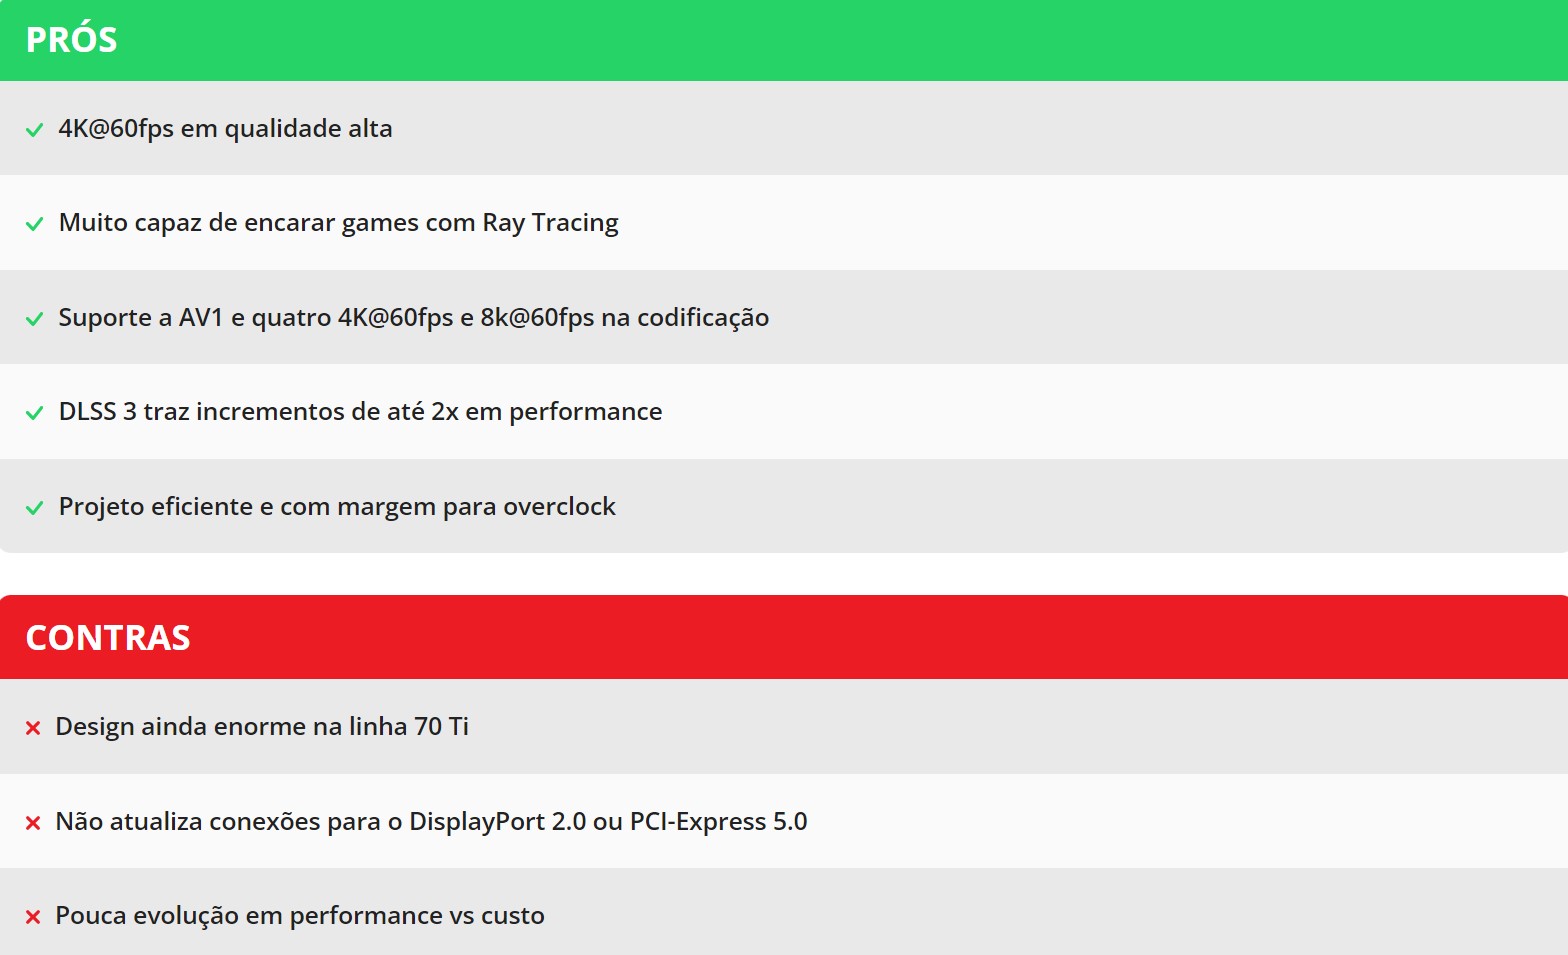 PRÓS
4K@60fps em qualidade alta
Muito capaz de encarar games com Ray Tracing
Suporte a AV1 e quatro 4K@60fps e 8k@60fps na codificação
DLSS 3 traz incrementos de até 2x em performance
Projeto eficiente e com margem para overclock
CONTRAS
Design ainda enorme na linha 70 Ti
Não atualiza conexões para o DisplayPort 2.0 ou PCI-Express 5.0
Pouca evolução em performance vs custo